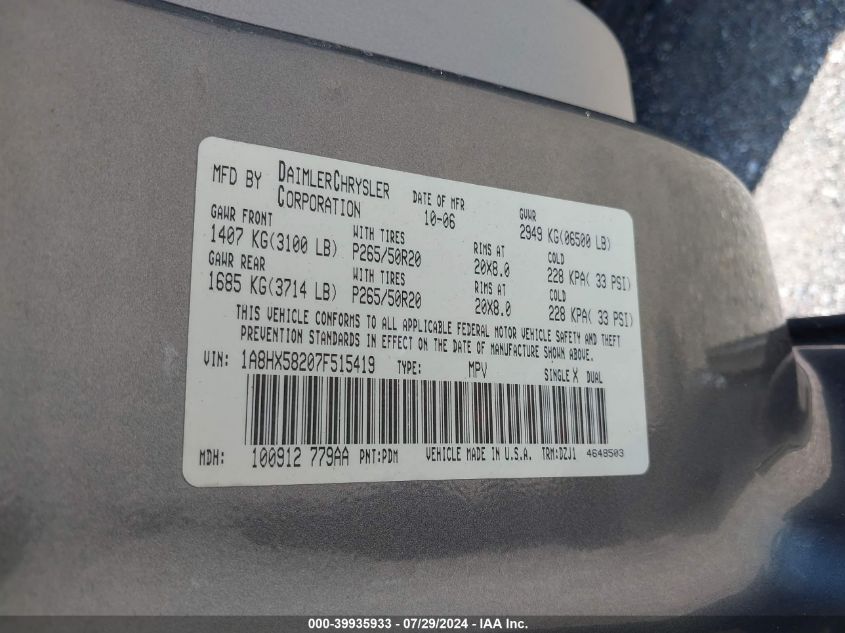 MFD BY DAIMLERCHRYSLER CORPORATION DATE OF MFR 10-06 GVWR 2949 KG(06500 LB)
GAWR FRONT WITH TIRES RIMS AT COLD
1407 KG(3100 LB) P265/50R20 20X8.0 228 KPA( 33 PSI)
GAWR REAR WITH TIRES RIMS AT COLD
1685 KG(3714 LB) P265/50R20 20X8.0 228 KPA( 33 PSI)
THIS VEHICLE CONFORMS TO ALL APPLICABLE FEDERAL MOTOR VEHICLE SAFETY AND THEFT
PREVENTION STANDARDS IN EFFECT ON THE DATE OF MANUFACTURE SHOWN ABOVE.
VIN: 1A8HX58207F515419 TYPE: MPV SINGLE X DUAL
MDH: 100912 779AA PNT:PDM VEHICLE MADE IN U.S.A. TRM:DZJ1 4648503
000-39935933 / 07/29/2024 - IAA Inc.